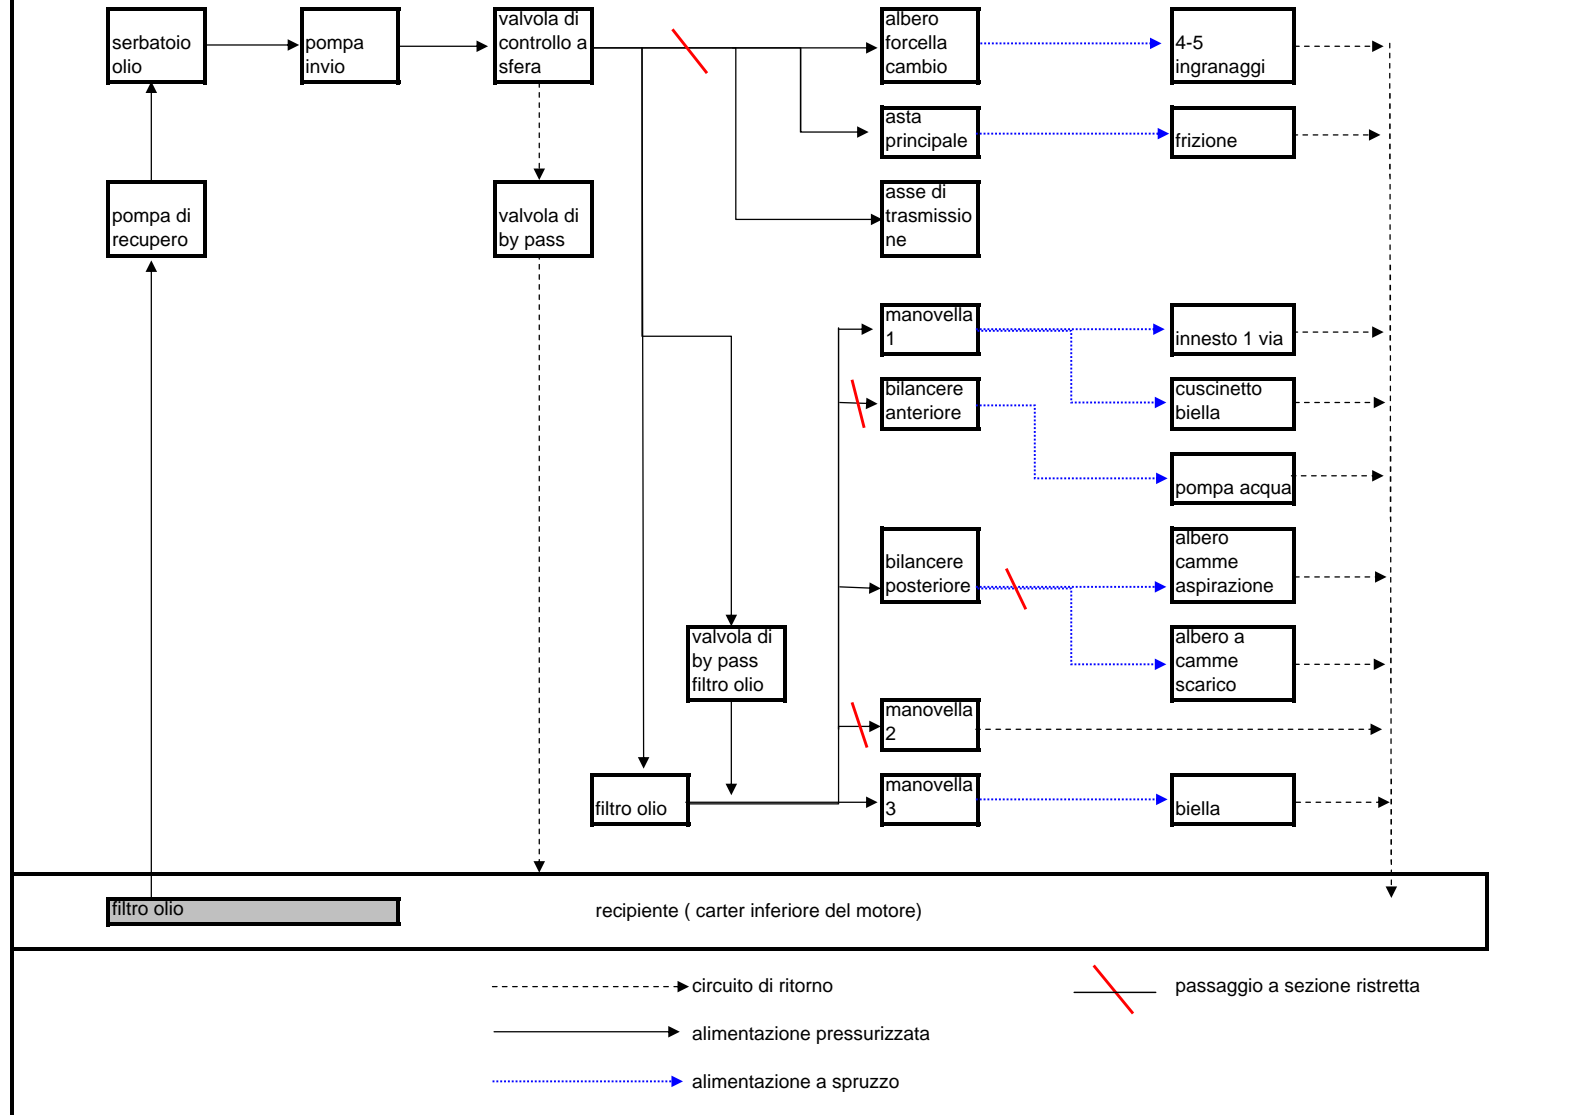 serbatoio
olio
pompa
invio
valvola di
controllo a
sfera
albero
forcella
cambio
4-5
ingranaggi
asta
principale
frizione
pompa di
recupero
valvola di
by pass
asse di
trasmissio
ne
manovella
1
innesto 1 via
bilancere
anteriore
cuscinetto
biella
pompa acqua
bilancere
posteriore
albero
camme
aspirazione
valvola di
by pass
filtro olio
albero a
camme
scarico
manovella
2
filtro olio
manovella
3
biella
filtro olio
recipiente ( carter inferiore del motore)
circuito di ritorno
passaggio a sezione ristretta
alimentazione pressurizzata
alimentazione a spruzzo